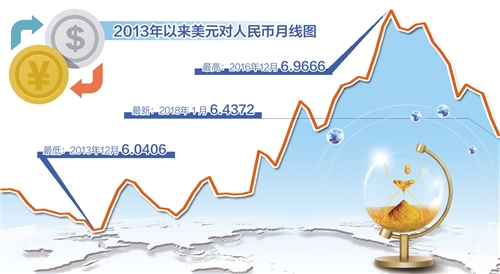 2013年以来美元对人民币月线图
最高：2016年12月 6.9666
最新：2018年1月 6.4372
最低：2013年12月 6.0406
$
¥